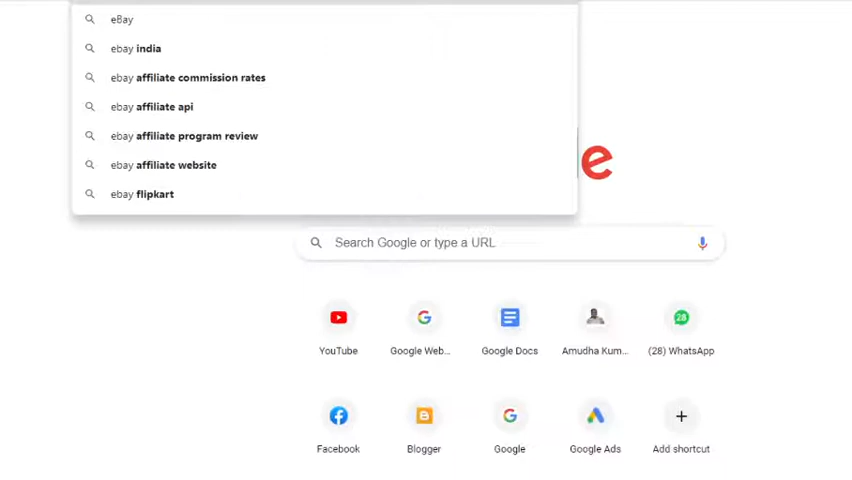 eBay
ebay india
ebay affiliate commission rates
ebay affiliate api
ebay affiliate program review
ebay affiliate website
ebay flipkart
e
Search Google or type a URL
28
YouTube
Google Web...
Google Docs
Amudha Kum...
(28) WhatsApp
Facebook
Blogger
Google
Google Ads
Add shortcut